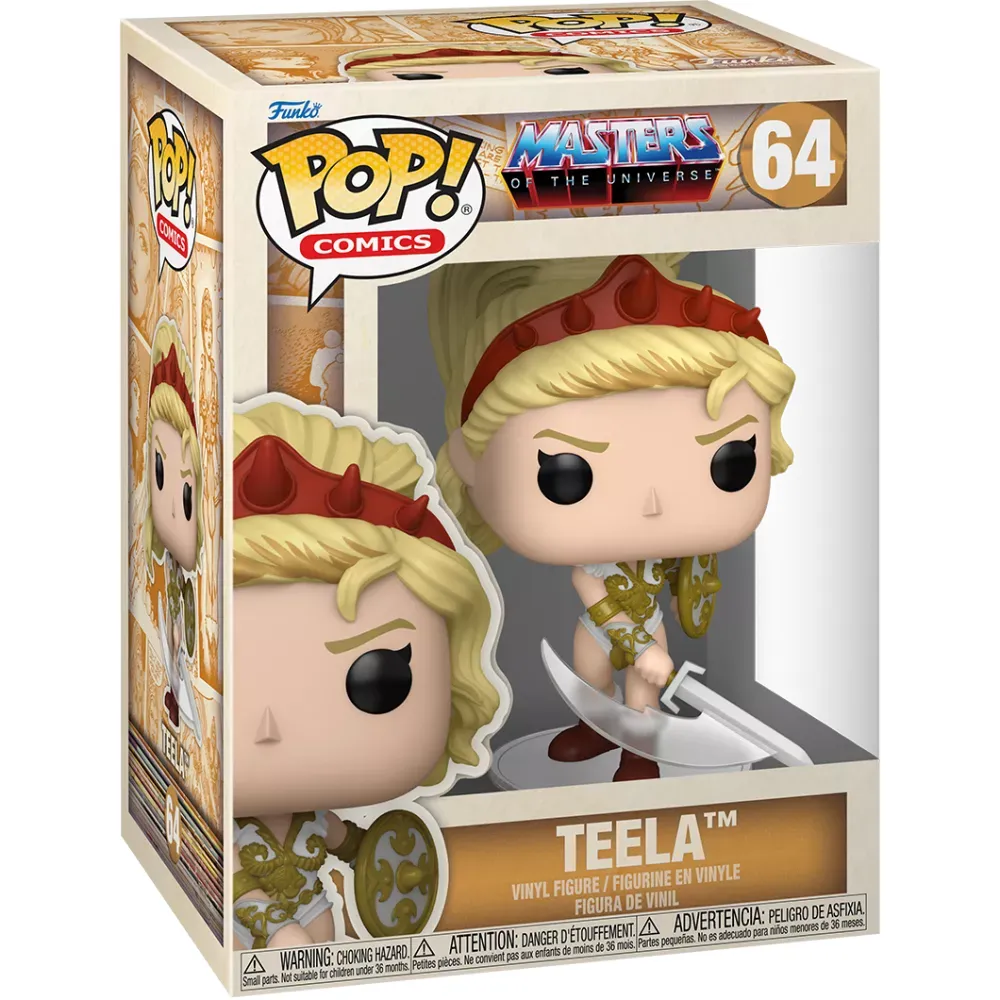 Funko
POP!®
COMICS
MASTERS
OF THE UNIVERSE
64
POP!
COMICS
TEELA
64
TEELA™
VINYL FIGURE / FIGURINE EN VINYLE
FIGURA DE VINIL
WARNING: CHOKING HAZARD.
Small parts. Not suitable for children under 36 months.
ATTENTION: DANGER D'ÉTOUFFEMENT.
Petites pièces. Ne convient pas aux enfants de moins de 36 mois.
ADVERTENCIA: PELIGRO DE ASFIXIA.
Partes pequeñas. No es adecuado para niños menores de 36 meses.